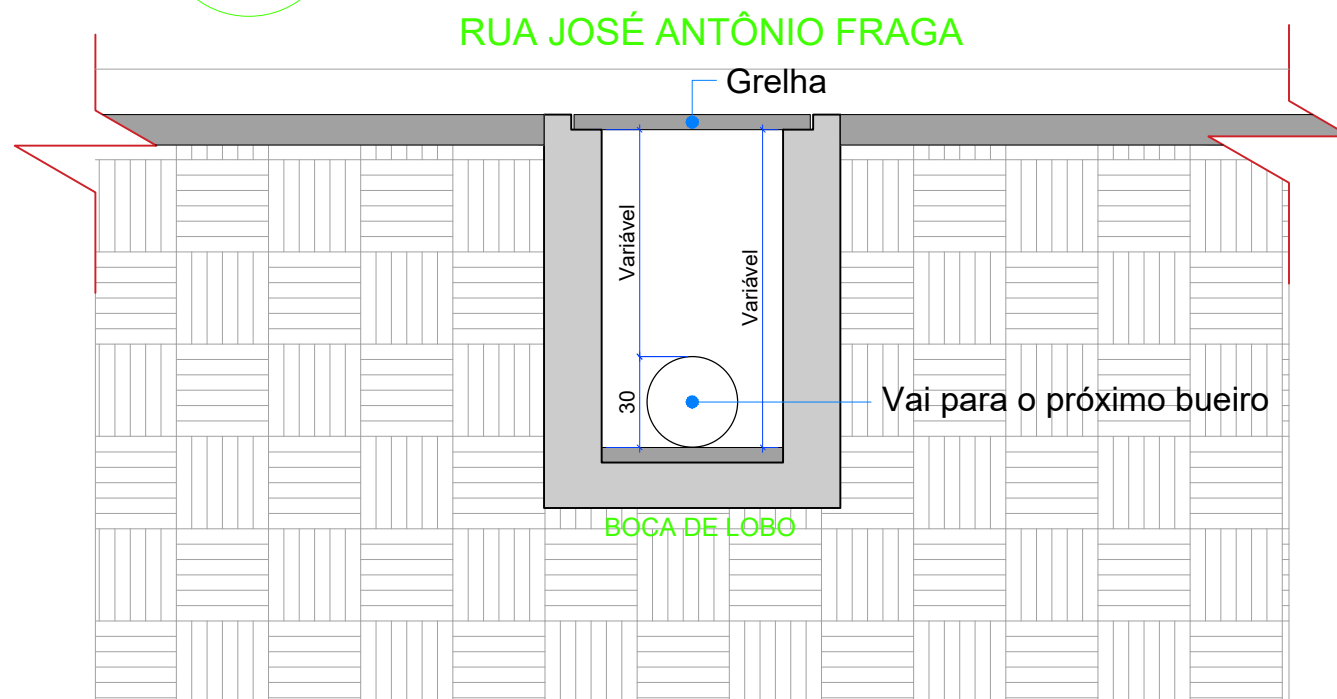 RUA JOSÉ ANTÔNIO FRAGA
Grelha
Variável
Variável
30
Vai para o próximo bueiro
BOCA DE LOBO